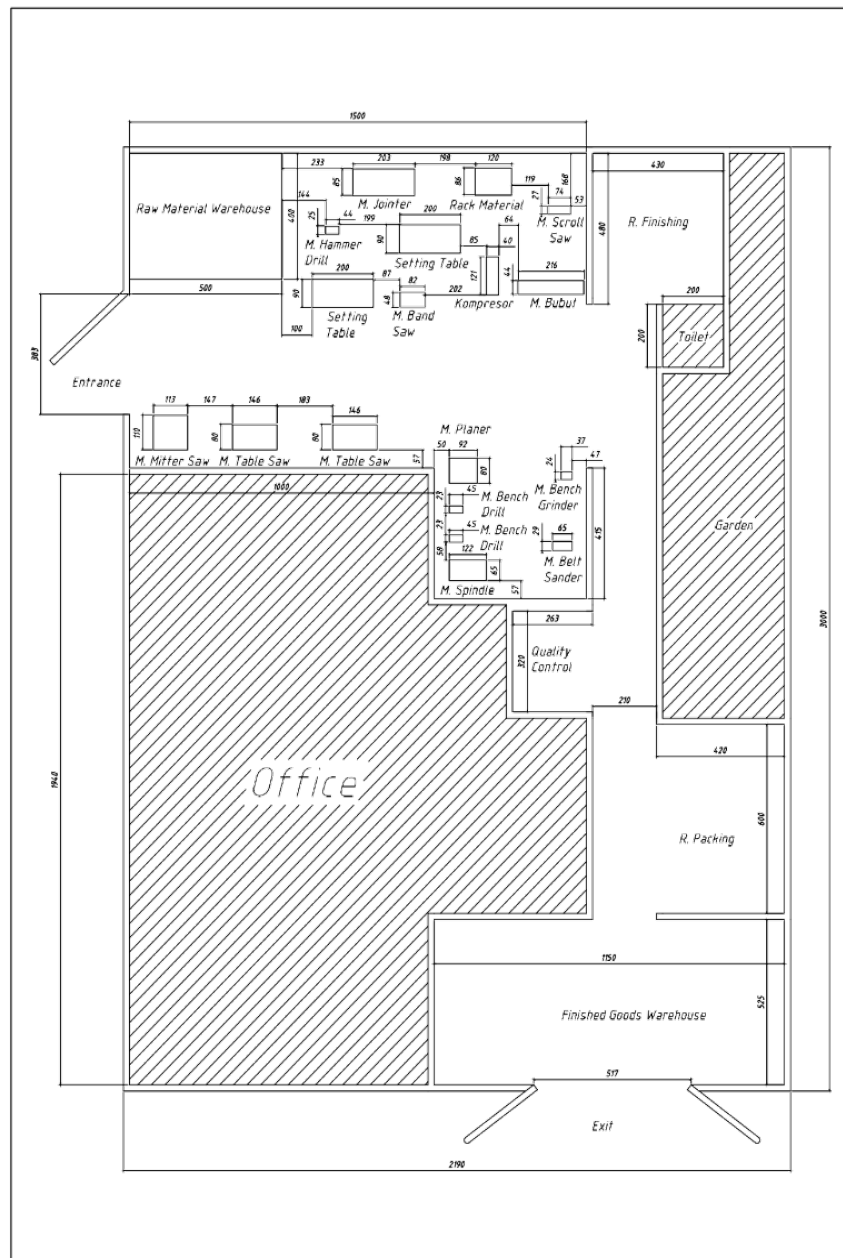 1500
233
203
198
120
430
85
M. Jointer
86
Rack Material
119
27
74
168
53
M. Scroll
Saw
Raw Material Warehouse
400
144
25
44
199
M. Hammer
Drill
200
90
Setting Table
85
64
40
121
Kompresor
44
216
M. Bubut
R. Finishing
480
500
200
90
87
82
48
202
Setting
Table
M. Band
Saw
100
200
200
Toilet
383
Entrance
113
147
146
183
146
110
80
80
57
M. Mitter Saw
M. Table Saw
M. Table Saw
1000
M. Planer
50
92
80
37
24
47
M. Bench
Grinder
45
23
M. Bench
Drill
23
45
M. Bench
Drill
58
122
65
57
M. Spindle
65
29
M. Belt
Sander
415
Garden
3000
263
320
Quality
Control
210
1940
Office
420
600
R. Packing
1150
525
Finished Goods Warehouse
517
Exit
2190